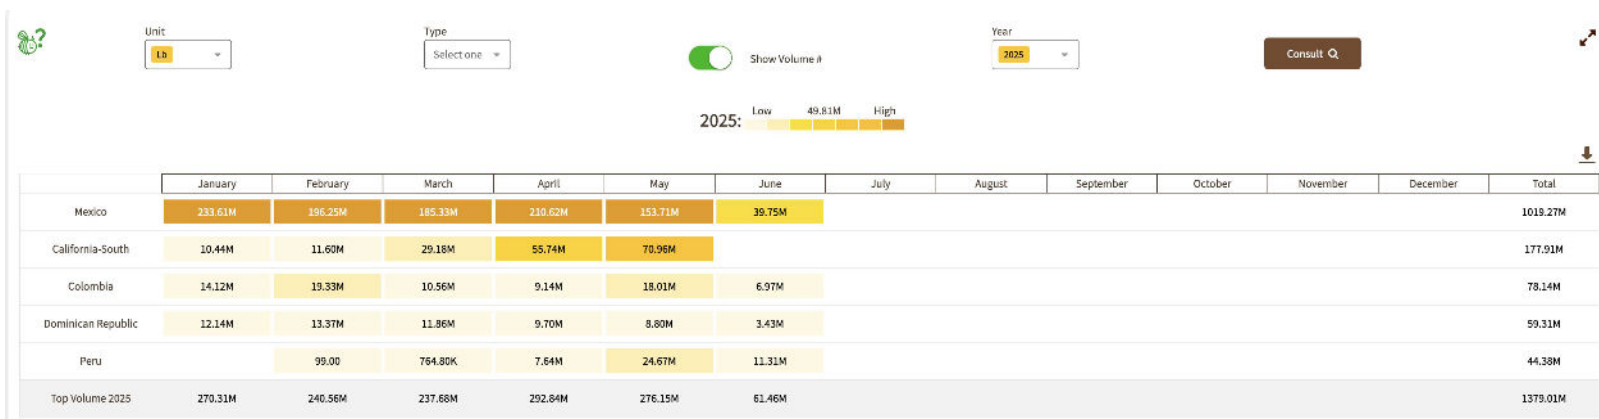 Unit
Lb
Type
Select one
Show Volume #
Year
2025
Consult
2025: Low 49.81M High
January February March April May June July August September October November December Total
Mexico 233.61M 196.25M 185.33M 210.62M 153.71M 39.75M 1019.27M
California-South 10.44M 11.60M 29.18M 55.74M 70.96M 177.91M
Colombia 14.12M 19.33M 10.56M 9.14M 18.01M 6.97M 78.14M
Dominican Republic 12.14M 13.37M 11.86M 9.70M 8.80M 3.43M 59.31M
Peru 99.00 764.80K 7.64M 24.67M 11.31M 44.38M
Top Volume 2025 270.31M 240.56M 237.68M 292.84M 276.15M 61.46M 1379.01M